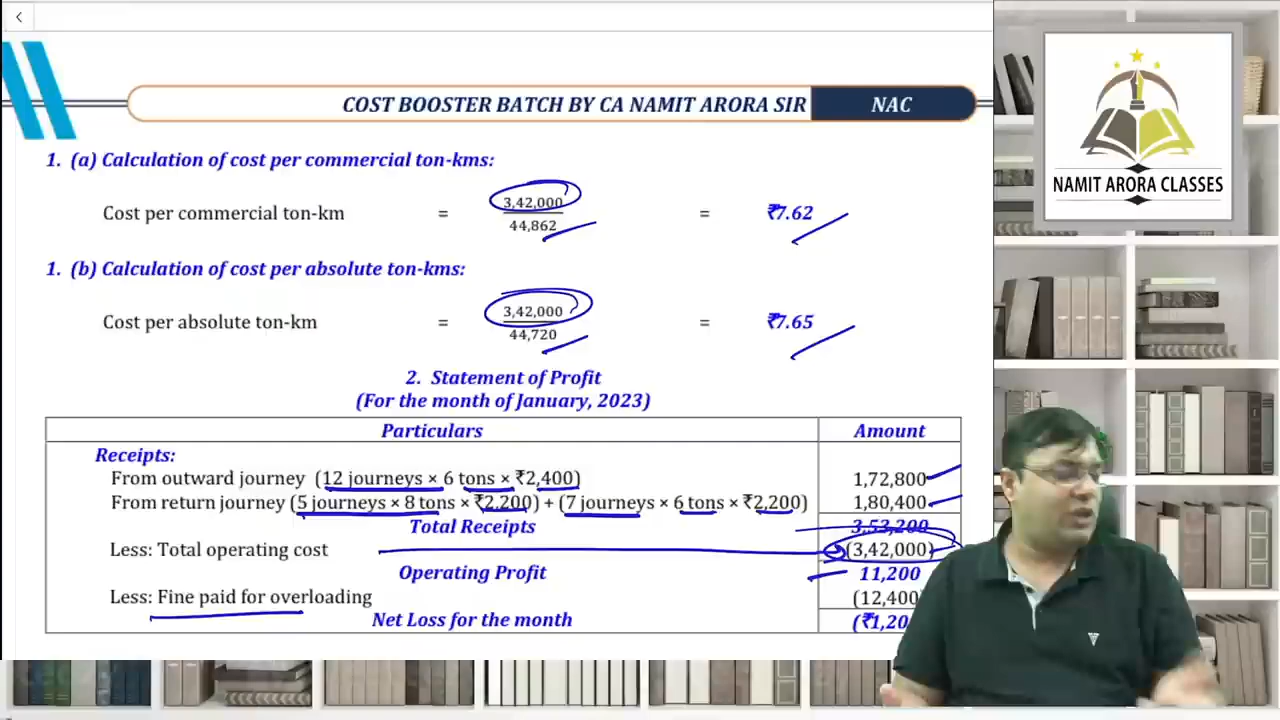 COST BOOSTER BATCH BY CA NAMIT ARORA SIR NAC
NAMIT ARORA CLASSES
1. (a) Calculation of cost per commercial ton-kms:
Cost per commercial ton-km = 3,42,000 / 44,862 = ₹7.62
1. (b) Calculation of cost per absolute ton-kms:
Cost per absolute ton-km = 3,42,000 / 44,720 = ₹7.65
2. Statement of Profit
(For the month of January, 2023)
Particulars Amount
Receipts:
From outward journey (12 journeys × 6 tons × ₹2,400) 1,72,800
From return journey (5 journeys × 8 tons × ₹2,200) + (7 journeys × 6 tons × ₹2,200) 1,80,400
Total Receipts 3,53,200
Less: Total operating cost (3,42,000)
Operating Profit 11,200
Less: Fine paid for overloading (12,400
Net Loss for the month (₹1,20